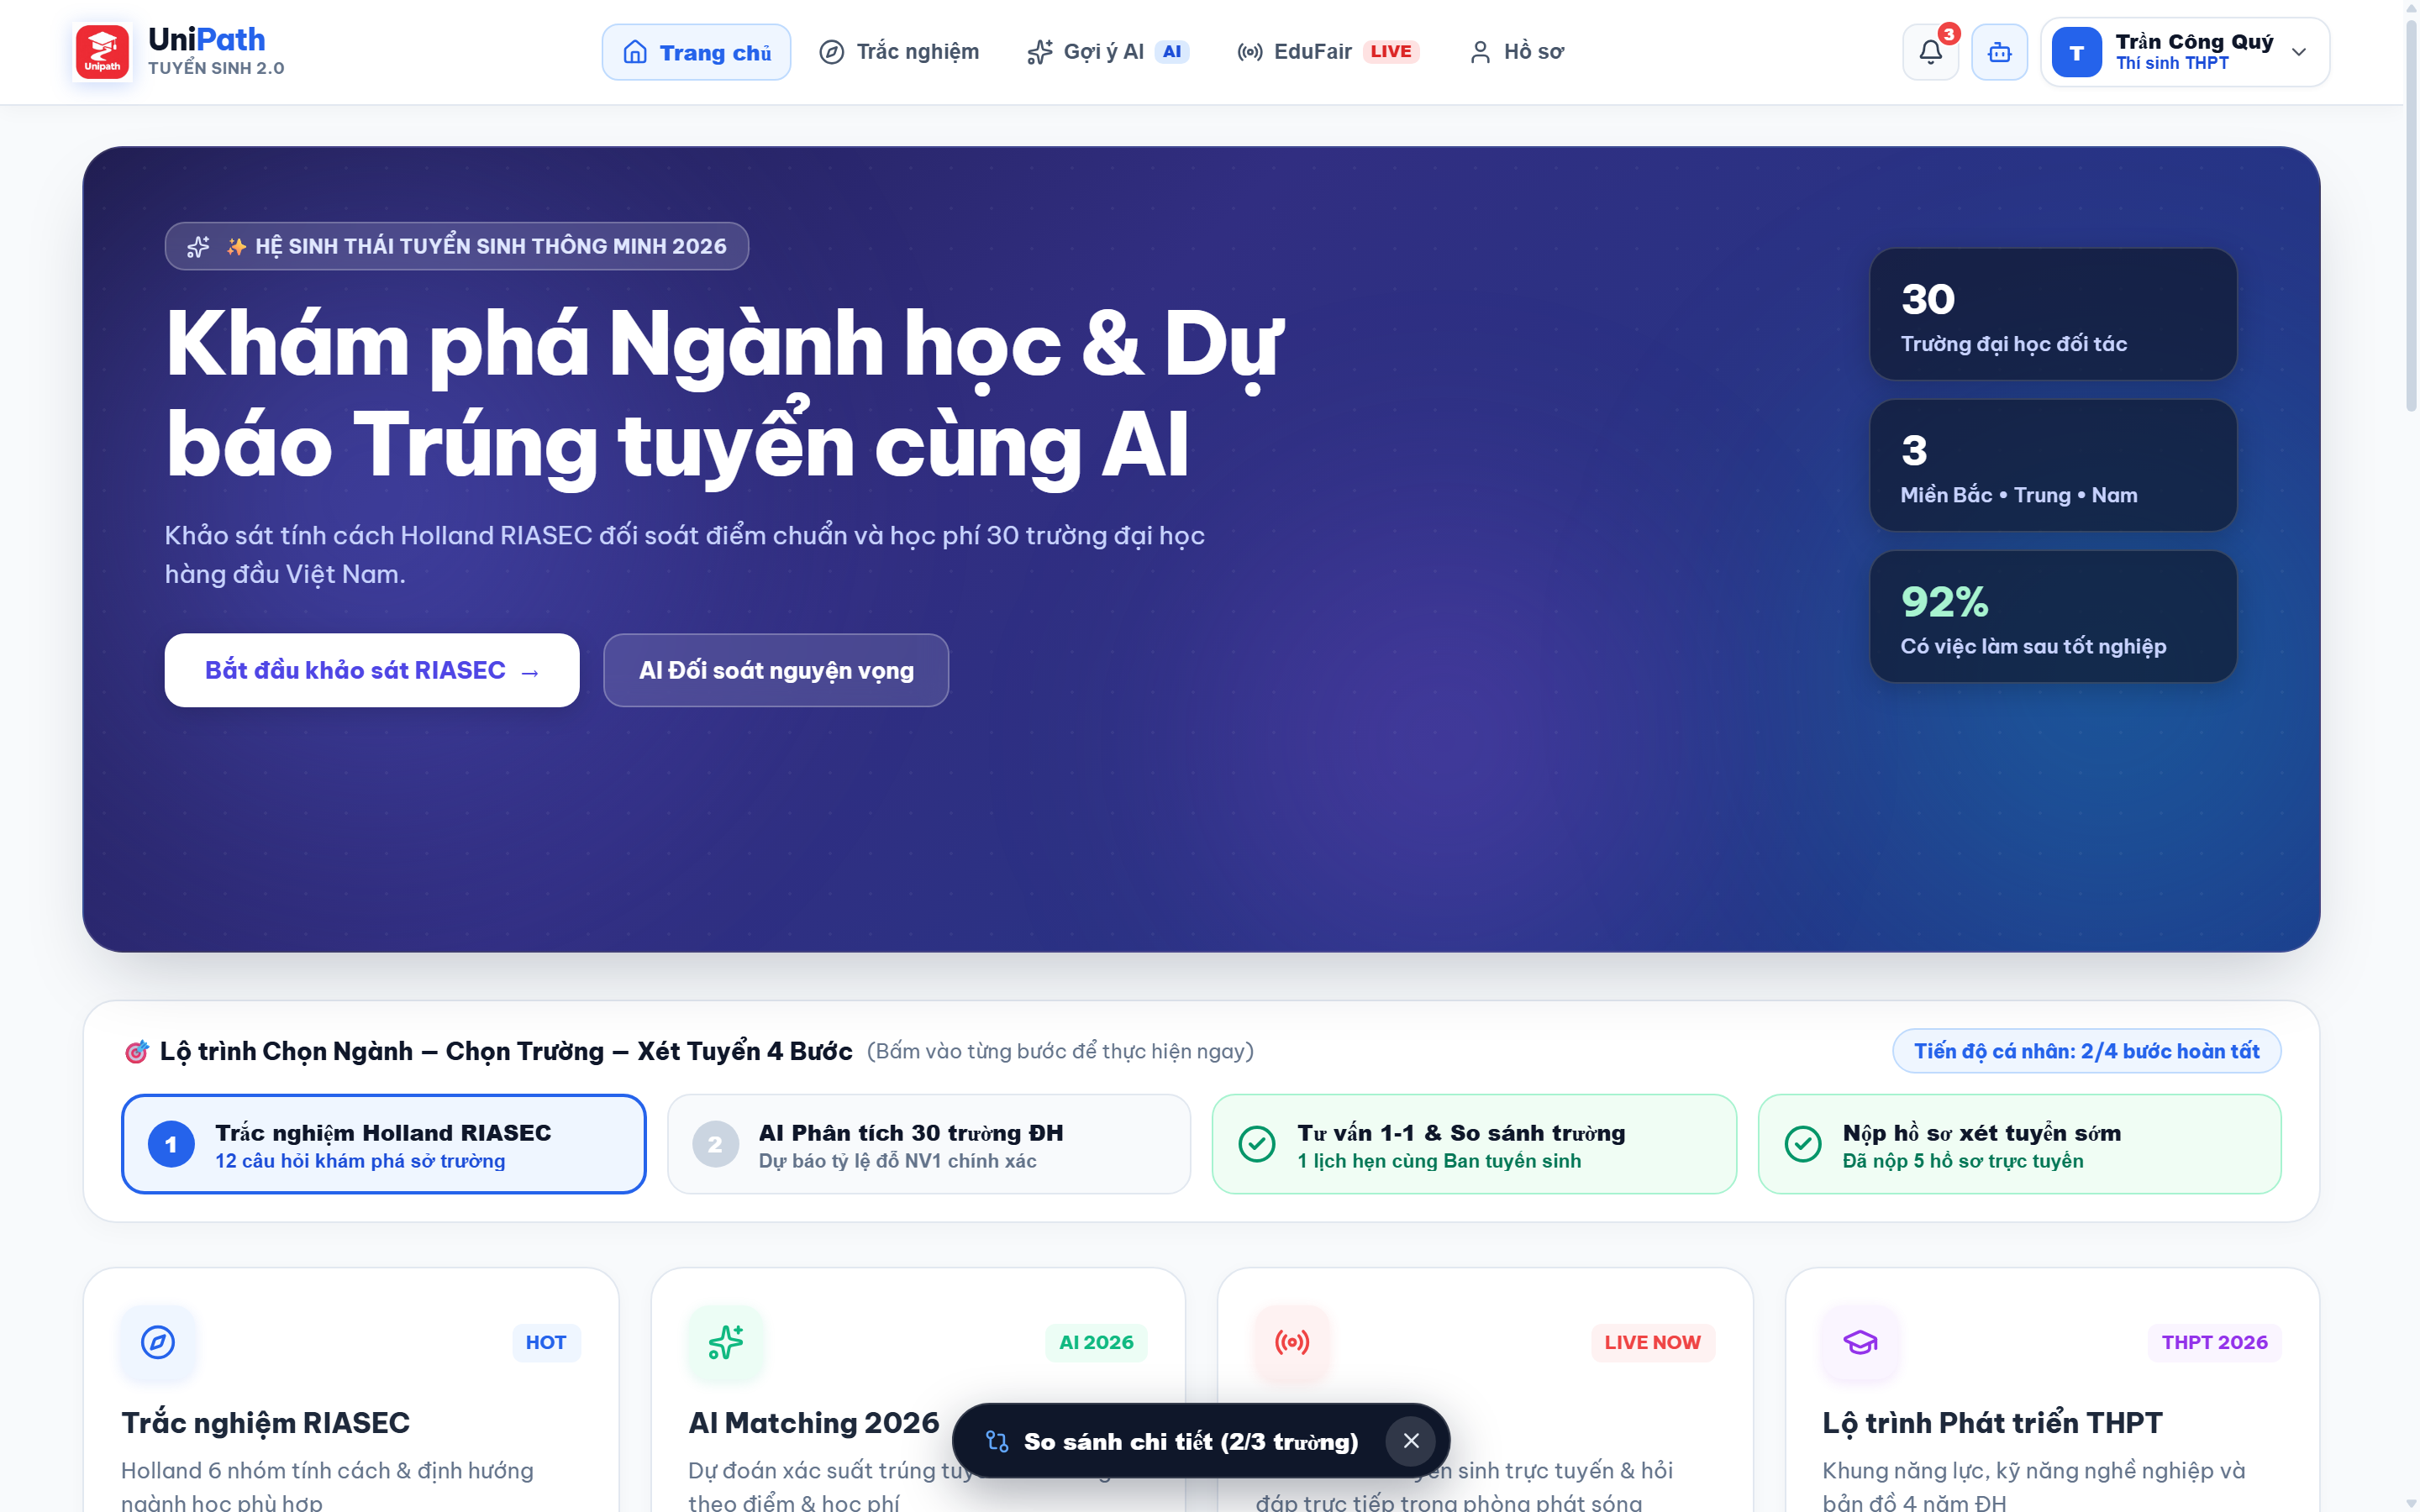 Unipath
UniPath
TUYỂN SINH 2.0
Trang chủ
Trắc nghiệm
Gợi ý AI AI
EduFair LIVE
Hồ sơ
3
T
Trần Công Quý
Thí sinh THPT
✨ HỆ SINH THÁI TUYỂN SINH THÔNG MINH 2026
Khám phá Ngành học & Dự
báo Trúng tuyển cùng AI
Khảo sát tính cách Holland RIASEC đối soát điểm chuẩn và học phí 30 trường đại học
hàng đầu Việt Nam.
Bắt đầu khảo sát RIASEC →
AI Đối soát nguyện vọng
30
Trường đại học đối tác
3
Miền Bắc • Trung • Nam
92%
Có việc làm sau tốt nghiệp
🎯 Lộ trình Chọn Ngành — Chọn Trường — Xét Tuyển 4 Bước (Bấm vào từng bước để thực hiện ngay)
Tiến độ cá nhân: 2/4 bước hoàn tất
1
Trắc nghiệm Holland RIASEC
12 câu hỏi khám phá sở trường
2
AI Phân tích 30 trường ĐH
Dự báo tỷ lệ đỗ NV1 chính xác
Tư vấn 1-1 & So sánh trường
1 lịch hẹn cùng Ban tuyển sinh
Nộp hồ sơ xét tuyển sớm
Đã nộp 5 hồ sơ trực tuyến
HOT
Trắc nghiệm RIASEC
Holland 6 nhóm tính cách & định hướng
ngành học phù hợp
AI 2026
AI Matching 2026
Dự đoán xác suất trúng
theo điểm & học phí
LIVE NOW
sinh trực tuyến & hỏi
đáp trực tiếp trong phòng phát sóng
THPT 2026
Lộ trình Phát triển THPT
Khung năng lực, kỹ năng nghề nghiệp và
bản đồ 4 năm ĐH
So sánh chi tiết (2/3 trường)